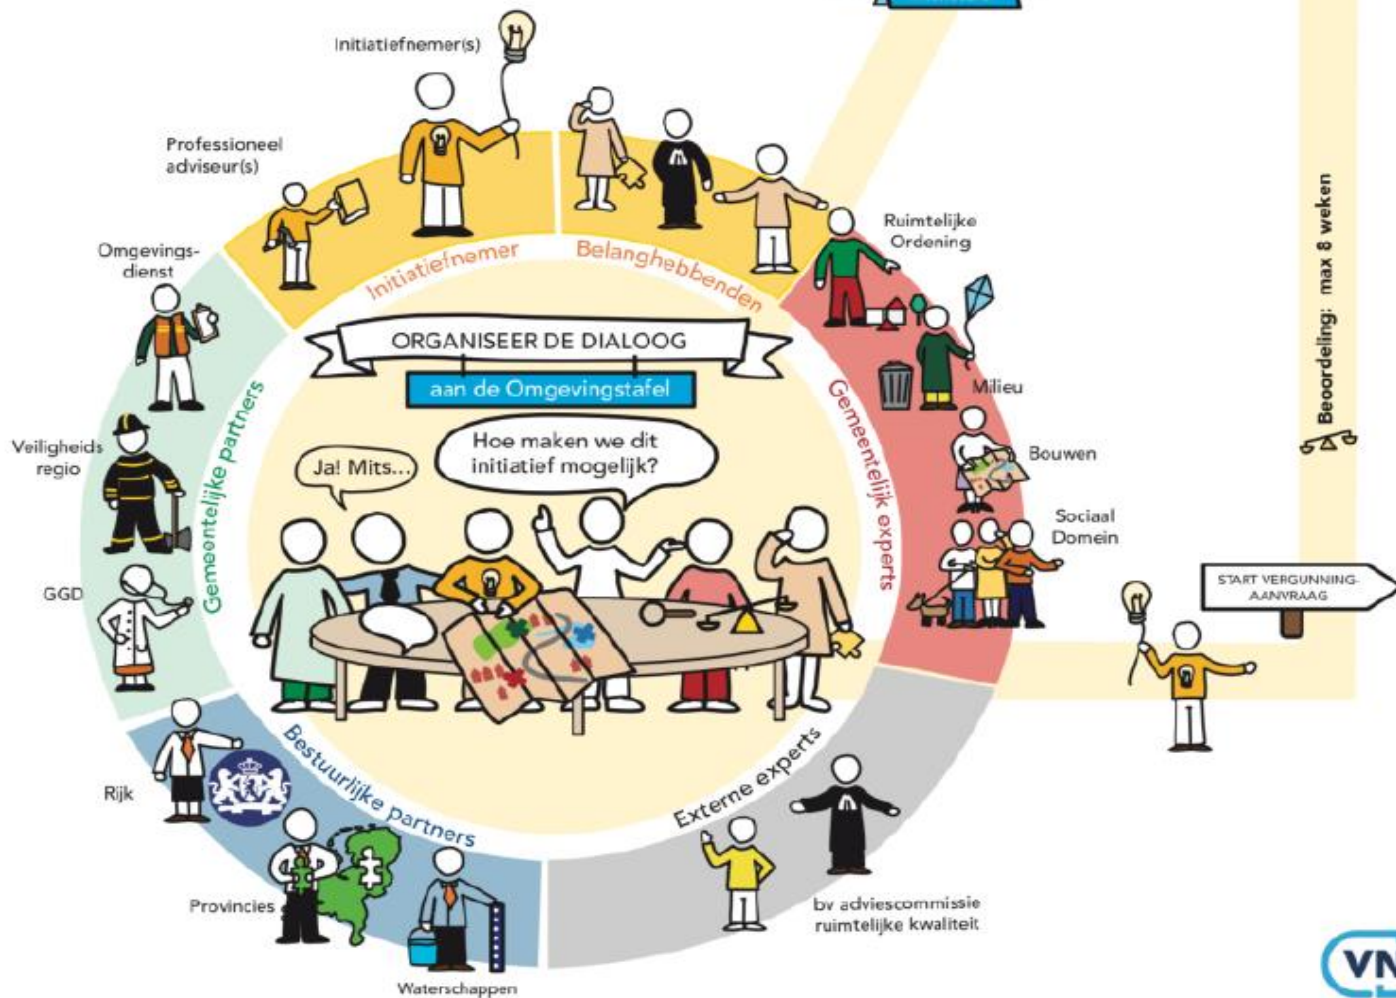 Initiatiefnemer(s)
Professioneel
adviseur(s)
Omgevings-
dienst
Veiligheids
regio
GGD
Rijk
Provincies
Waterschappen
Initiatiefnemer
Belanghebbenden
Gemeentelijke partners
Bestuurlijke partners
Externe experts
Gemeentelijk experts
ORGANISEER DE DIALOOG
aan de Omgevingstafel
Ja! Mits...
Hoe maken we dit
initiatief mogelijk?
Ruimtelijke
Ordening
Milieu
Bouwen
Sociaal
Domein
bv adviescommissie
ruimtelijke kwaliteit
Beoordeling: max 8 weken
START VERGUNNING-
AANVRAAG
VN